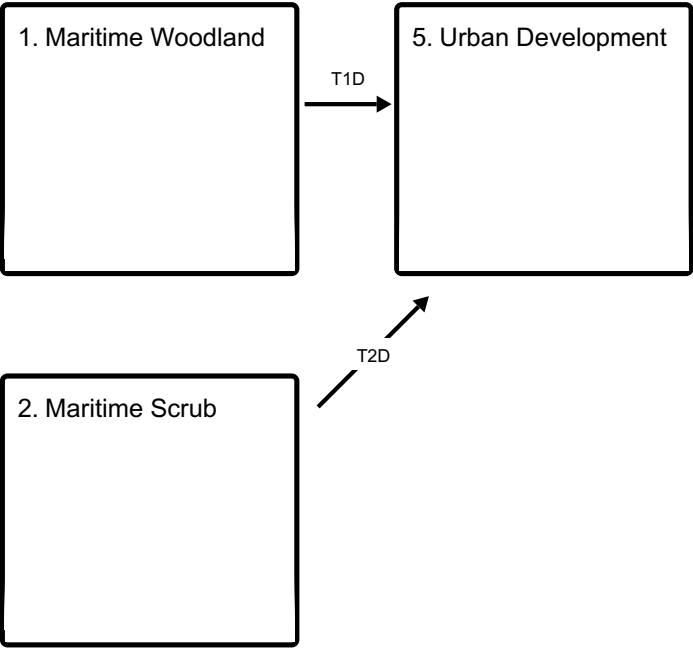 1. Maritime Woodland
T1D
5. Urban Development
T2D
2. Maritime Scrub